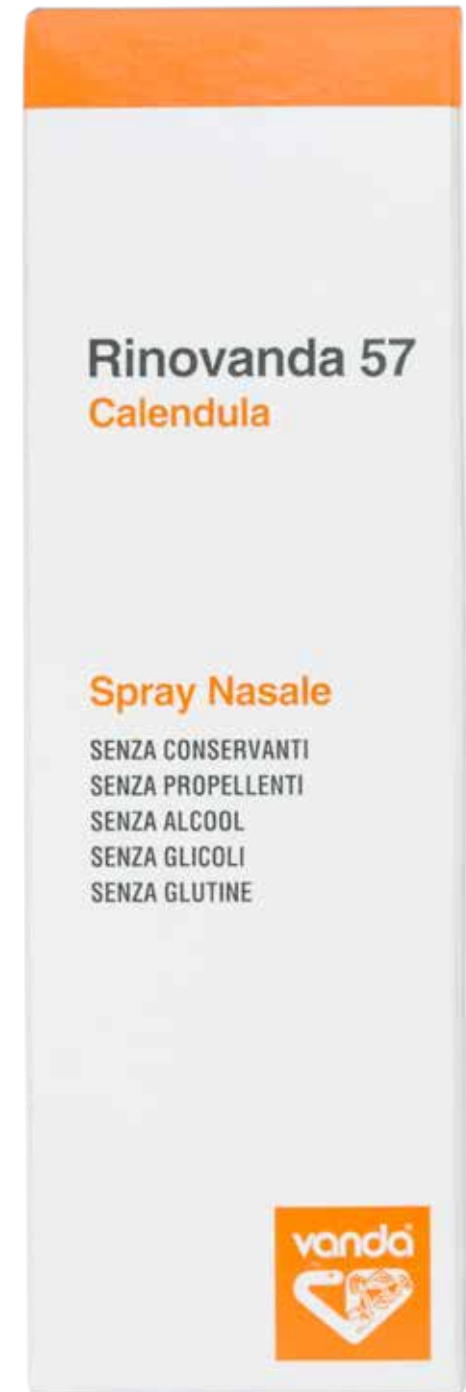 Rinovanda 57
Calendula
Spray Nasale
SENZA CONSERVANTI
SENZA PROPELLENTI
SENZA ALCOOL
SENZA GLICOLI
SENZA GLUTINE
vanda